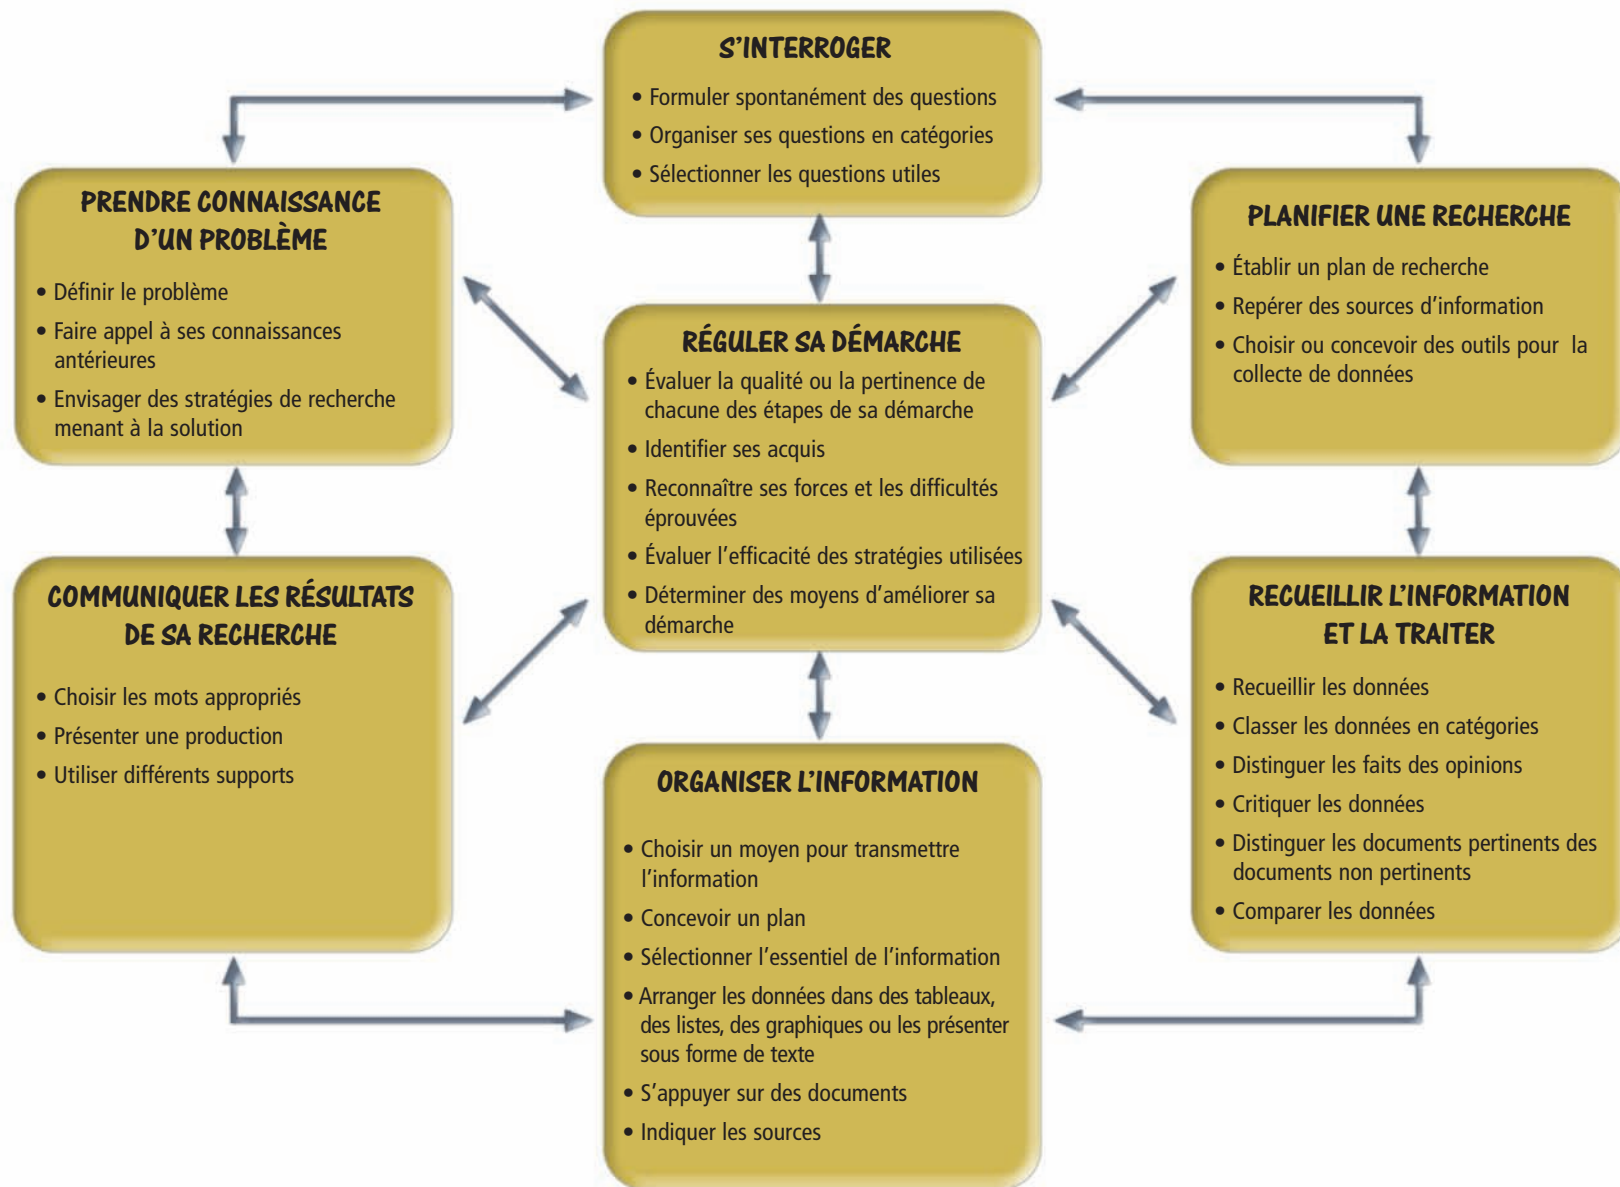 S'INTERROGER
• Formuler spontanément des questions
• Organiser ses questions en catégories
• Sélectionner les questions utiles
PRENDRE CONNAISSANCE
D'UN PROBLÈME
• Définir le problème
• Faire appel à ses connaissances
antérieures
• Envisager des stratégies de recherche
menant à la solution
PLANIFIER UNE RECHERCHE
• Établir un plan de recherche
• Repérer des sources d'information
• Choisir ou concevoir des outils pour la
collecte de données
RÉGULER SA DÉMARCHE
• Évaluer la qualité ou la pertinence de
chacune des étapes de sa démarche
• Identifier ses acquis
• Reconnaître ses forces et les difficultés
éprouvées
• Évaluer l'efficacité des stratégies utilisées
• Déterminer des moyens d'améliorer sa
démarche
COMMUNIQUER LES RÉSULTATS
DE SA RECHERCHE
• Choisir les mots appropriés
• Présenter une production
• Utiliser différents supports
RECUEILLIR L'INFORMATION
ET LA TRAITER
• Recueillir les données
• Classer les données en catégories
• Distinguer les faits des opinions
• Critiquer les données
• Distinguer les documents pertinents des
documents non pertinents
• Comparer les données
ORGANISER L'INFORMATION
• Choisir un moyen pour transmettre
l'information
• Concevoir un plan
• Sélectionner l'essentiel de l'information
• Arranger les données dans des tableaux,
des listes, des graphiques ou les présenter
sous forme de texte
• S'appuyer sur des documents
• Indiquer les sources